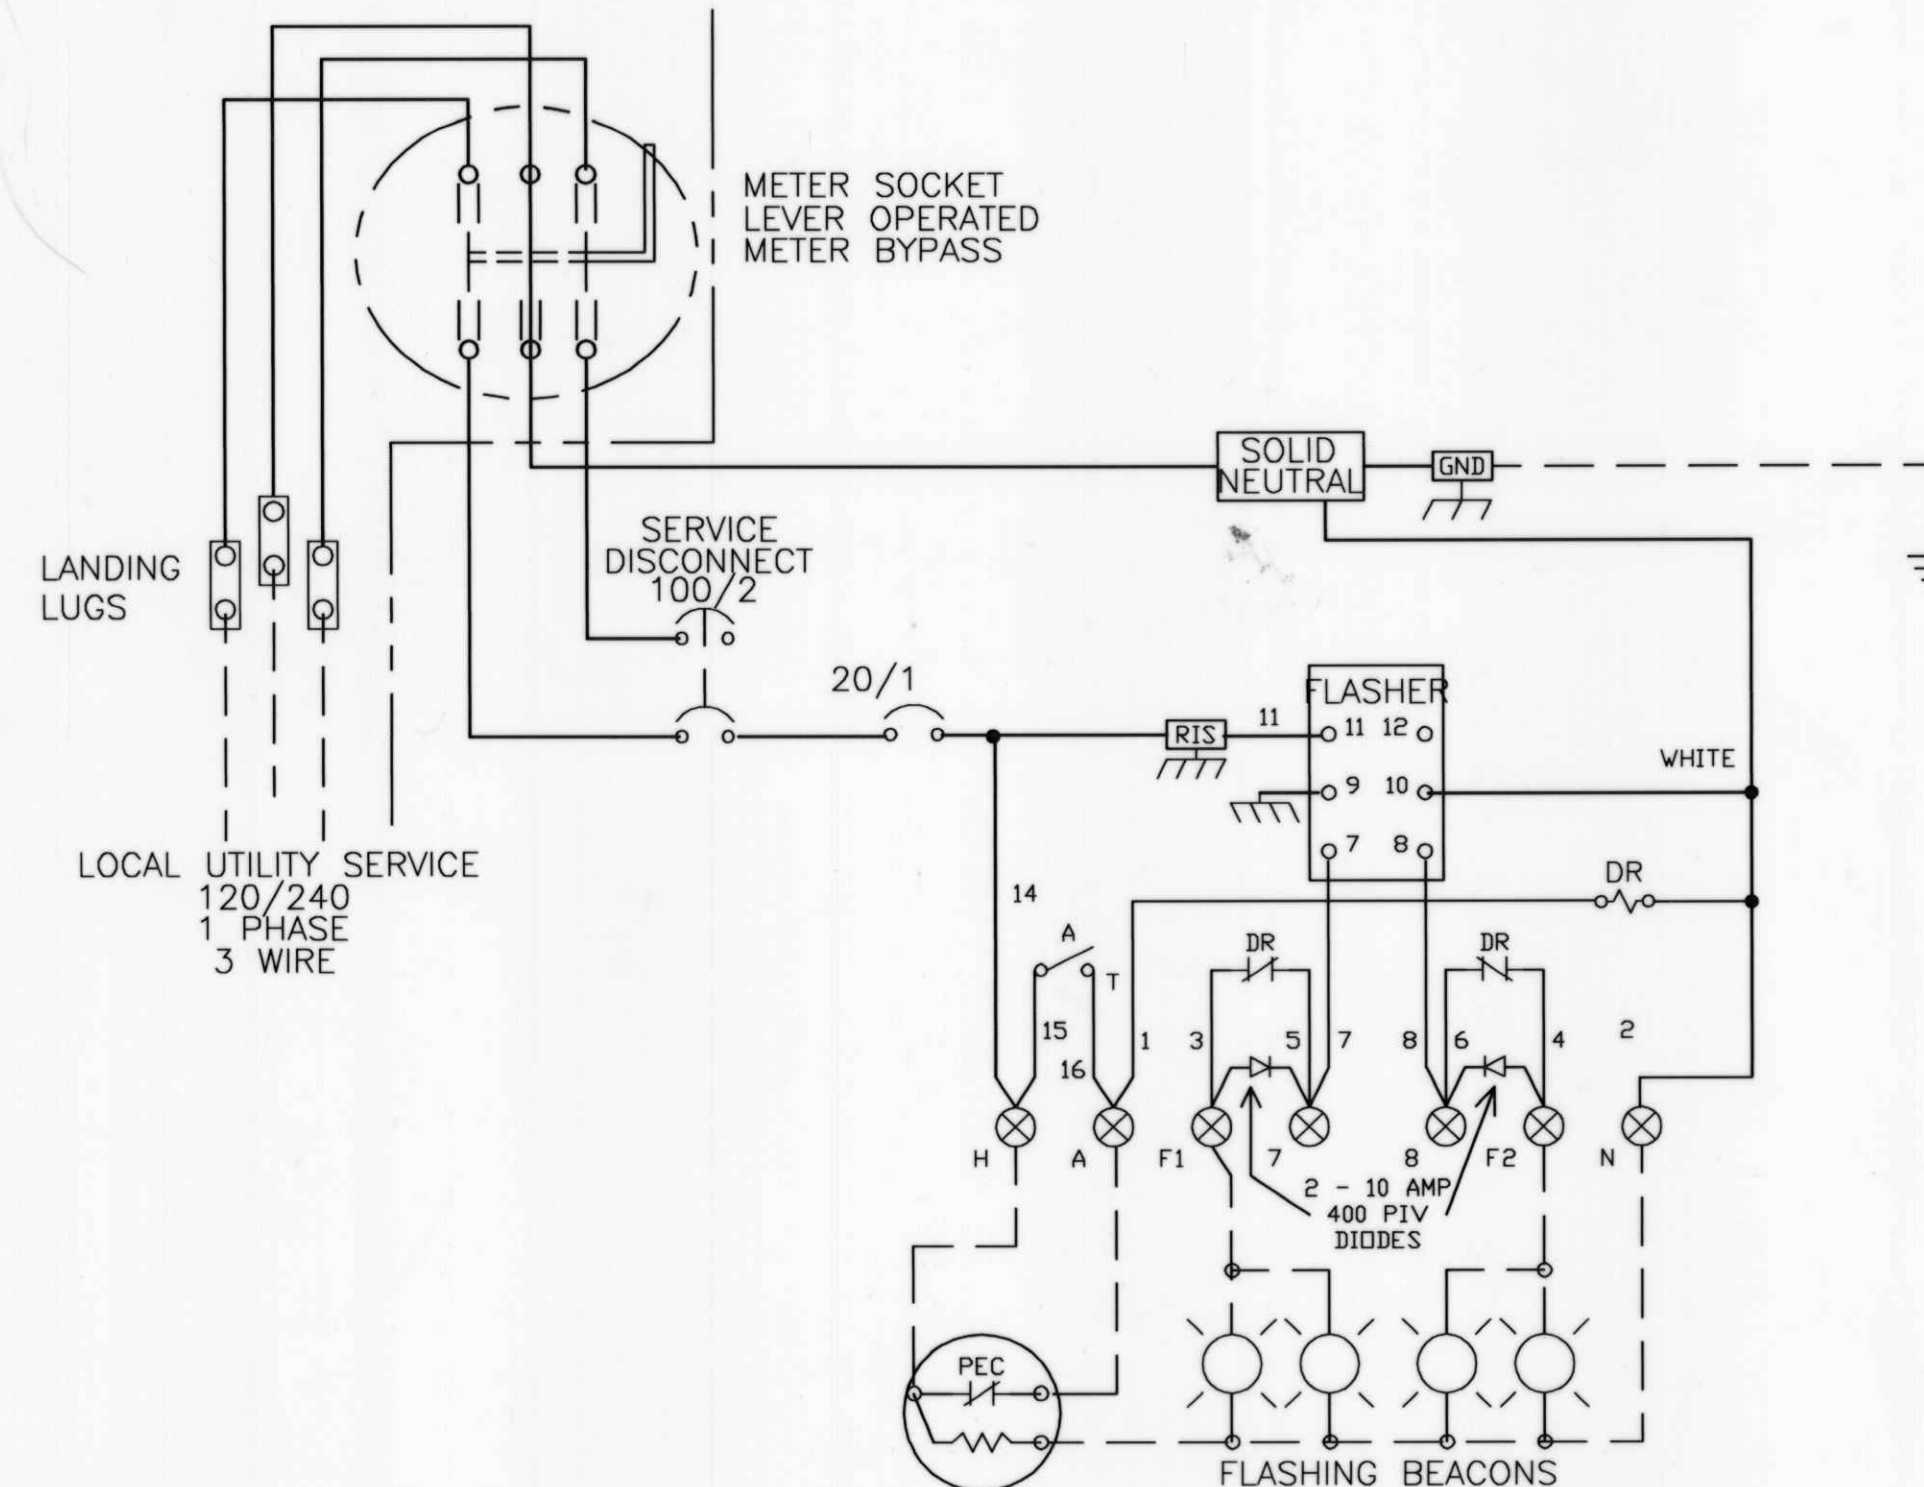 METER SOCKET
LEVER OPERATED
METER BYPASS
SOLID
NEUTRAL
GND
SERVICE
DISCONNECT
100/2
LANDING
LUGS
20/1
FLASHER
RIS
11
11 12
WHITE
9 10
7 8
LOCAL UTILITY SERVICE
120/240
1 PHASE
3 WIRE
DR
14
A
T
DR
DR
15
16
1
3
5
7
8
6
4
2
H
A
F1
7
8
F2
N
2 - 10 AMP
400 PIV
DIODES
PEC
FLASHING BEACONS